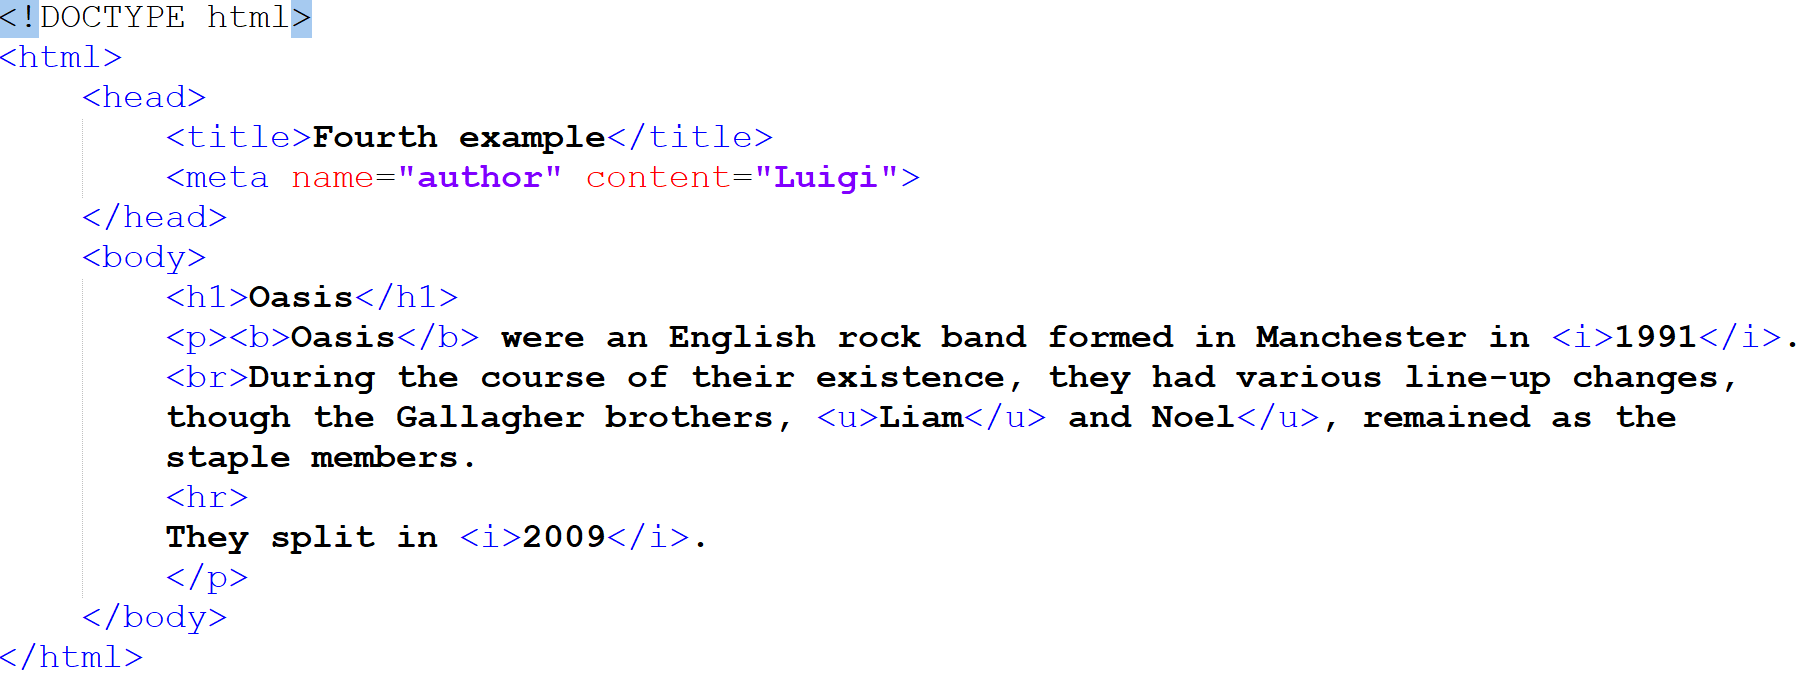 <!DOCTYPE html>
<html>
<head>
<title>Fourth example</title>
<meta name="author" content="Luigi">
</head>
<body>
<h1>Oasis</h1>
<p><b>Oasis</b> were an English rock band formed in Manchester in <i>1991</i>.
<br>During the course of their existence, they had various line-up changes,
though the Gallagher brothers, <u>Liam</u> and Noel</u>, remained as the
staple members.
<hr>
They split in <i>2009</i>.
</p>
</body>
</html>